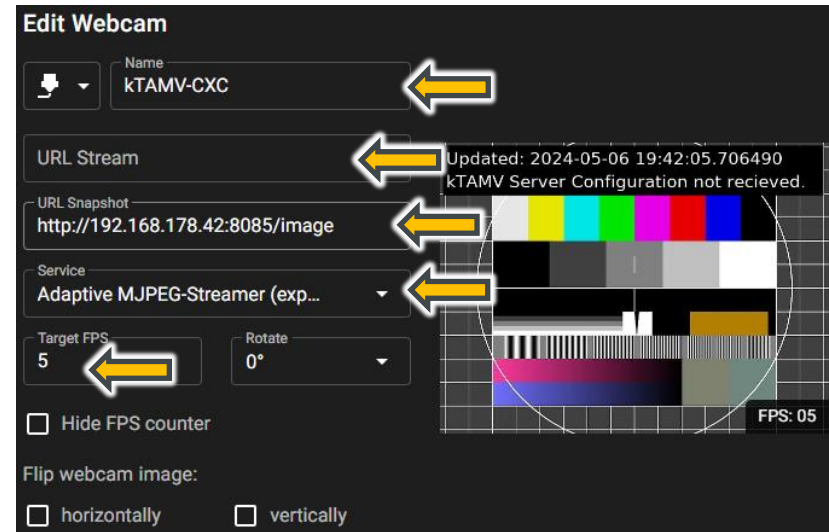 Edit Webcam
Name
kTAMV-CXC
URL Stream
URL Snapshot
http://192.168.178.42:8085/image
Service
Adaptive MJPEG-Streamer (exp...
Target FPS
5
Rotate
0°
Hide FPS counter
Flip webcam image:
horizontally
vertically
Updated: 2024-05-06 19:42:05.706490
kTAMV Server Configuration not recieved.
FPS: 05